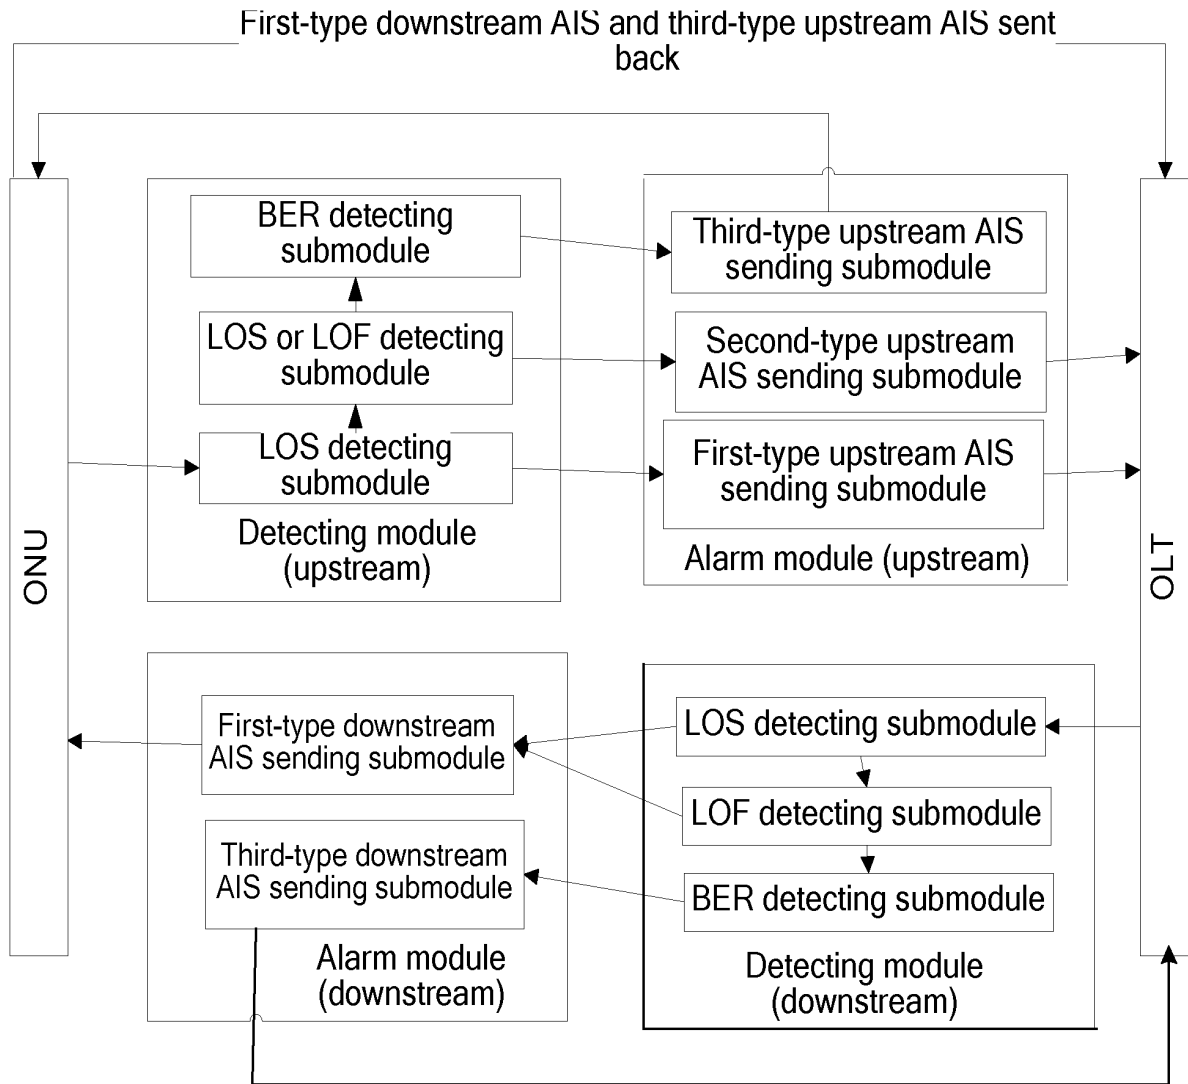 First-type downstream AIS and third-type upstream AIS sent
back
BER detecting
submodule
LOS or LOF detecting
submodule
LOS detecting
submodule
Detecting module
(upstream)
Third-type upstream AIS
sending submodule
Second-type upstream
AIS sending submodule
First-type upstream AIS
sending submodule
Alarm module (upstream)
ONU
OLT
First-type downstream
AIS sending submodule
Third-type downstream
AIS sending submodule
Alarm module
(downstream)
LOS detecting submodule
LOF detecting submodule
BER detecting submodule
Detecting module
(downstream)